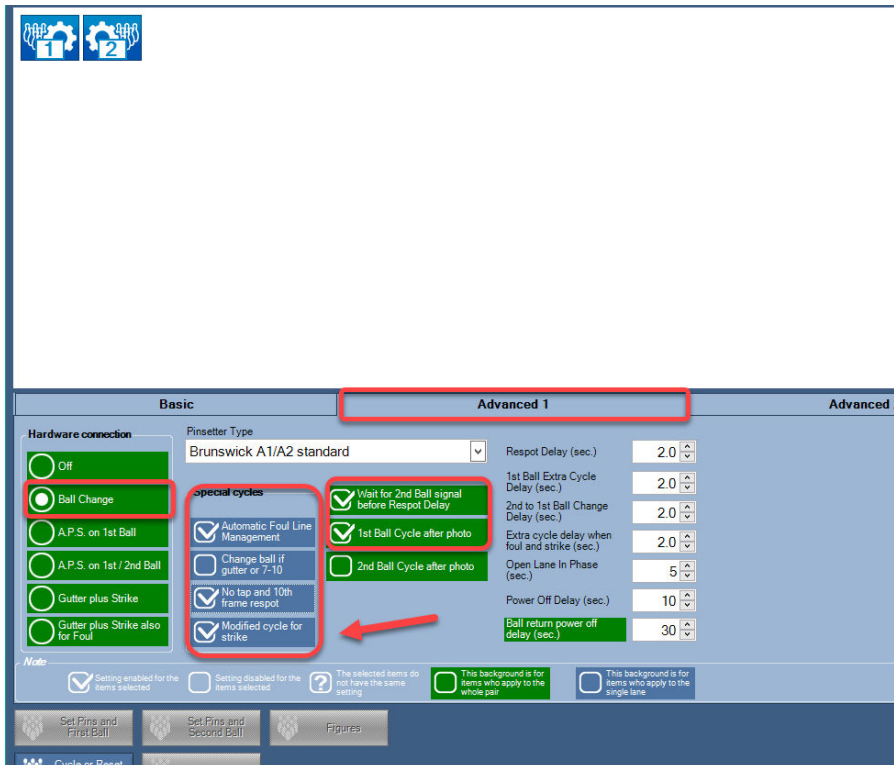 1 2
Basic
Advanced 1
Advanced
Hardware connection
Off
Ball Change
A.P.S. on 1st Ball
A.P.S. on 1st / 2nd Ball
Gutter plus Strike
Gutter plus Strike also
for Foul
Pinsetter Type
Brunswick A1/A2 standard
Special cycles
Automatic Foul Line
Management
Change ball if
gutter or 7-10
No tap and 10th
frame respot
Modified cycle for
strike
Wait for 2nd Ball signal
before Respot Delay
1st Ball Cycle after photo
2nd Ball Cycle after photo
Respot Delay (sec.) 2.0
1st Ball Extra Cycle
Delay (sec.) 2.0
2nd to 1st Ball Change
Delay (sec.) 2.0
Extra cycle delay when
foul and strike (sec.) 2.0
Open Lane In Phase
(sec.) 5
Power Off Delay (sec.) 10
Ball return power off
delay (sec.) 30
Note
Setting enabled for the
items selected
Setting disabled for the
items selected
The selected items do
not have the same
setting
This background is for
items who apply to the
whole pair
This background is for
items who apply to the
single lane
Set Pins and
First Ball
Set Pins and
Second Ball
Figures
Cycle or Reset